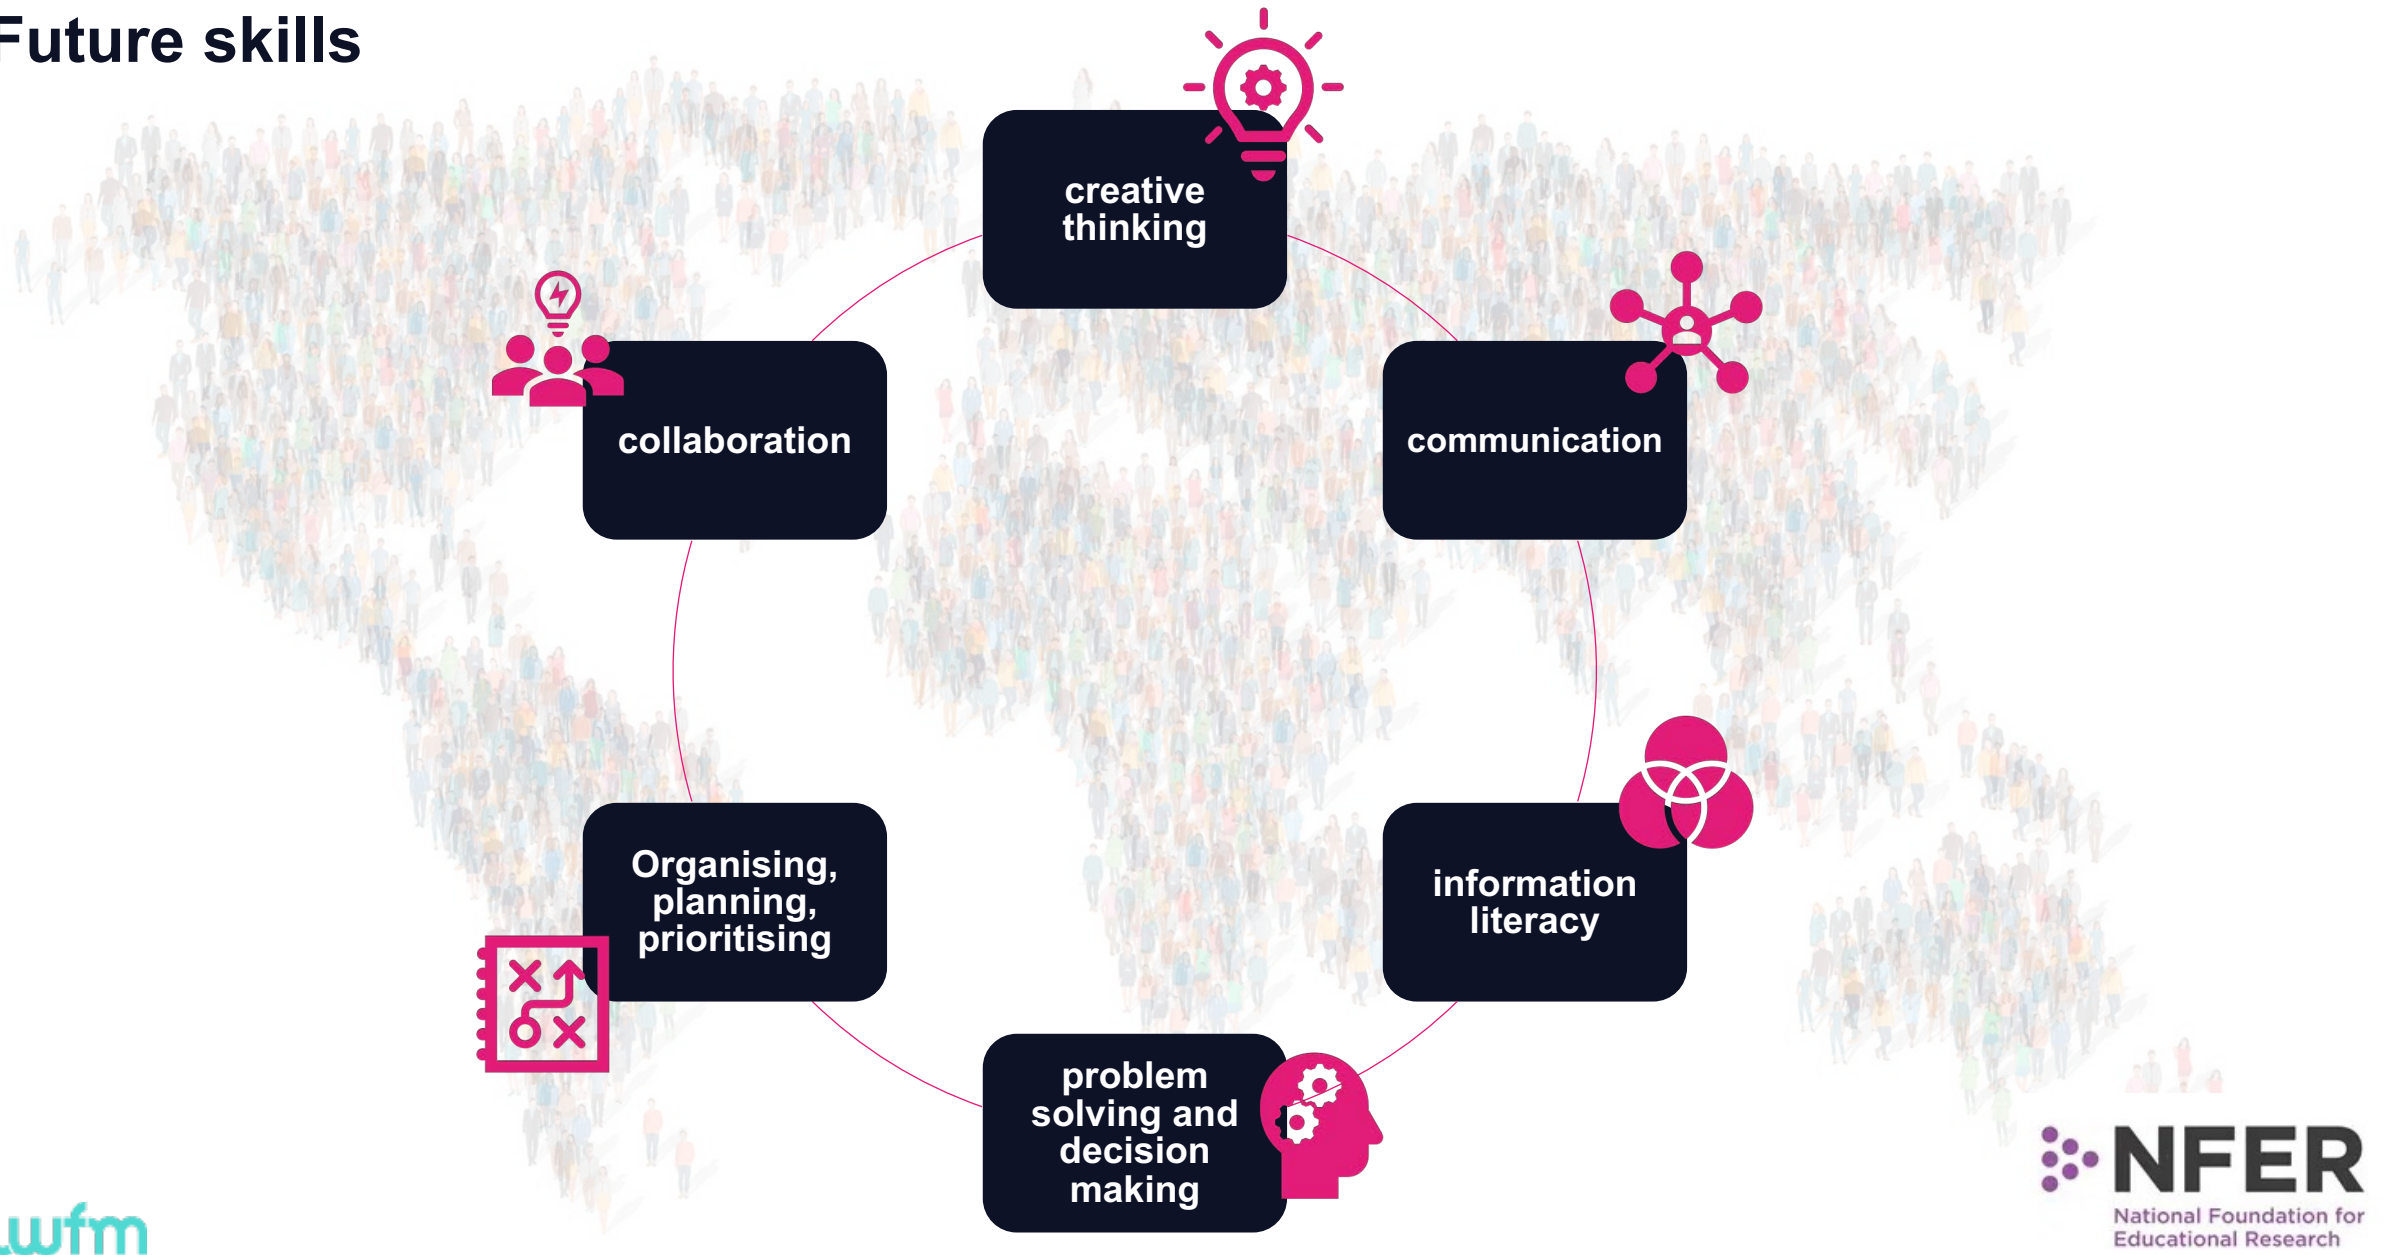 Future skills
creative
thinking
communication
information
literacy
problem
solving and
decision
making
Organising,
planning,
prioritising
collaboration
NFER
National Foundation for
Educational Research
wfm